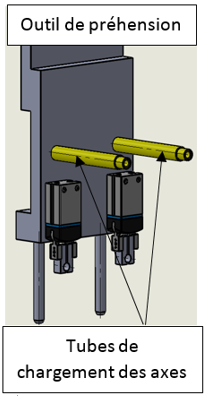 Outil de préhension
Tubes de
chargement des axes